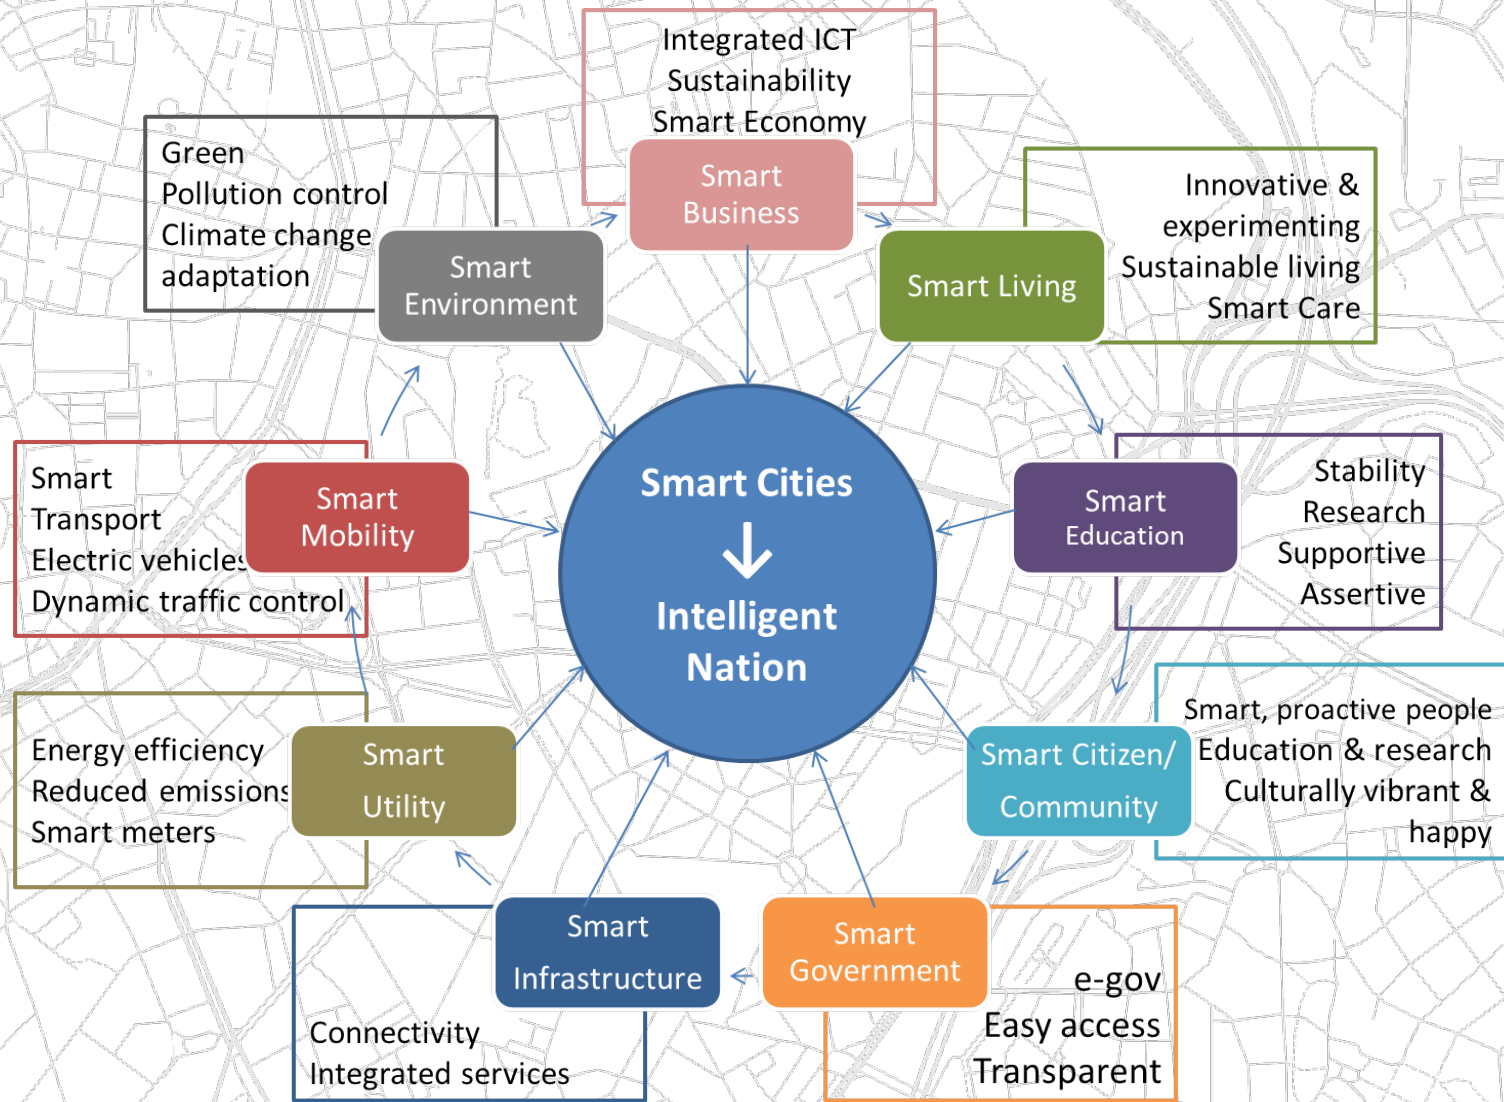 Integrated ICT
Sustainability
Smart Economy
Smart
Business
Green
Pollution control
Climate change
adaptation
Smart
Environment
Innovative &
experimenting
Sustainable living
Smart Care
Smart Living
Smart
Transport
Electric vehicles
Dynamic traffic control
Smart
Mobility
Smart Cities
Intelligent
Nation
Smart
Education
Stability
Research
Supportive
Assertive
Energy efficiency
Reduced emissions
Smart meters
Smart
Utility
Smart Citizen/
Community
Smart, proactive people
Education & research
Culturally vibrant &
happy
Smart
Infrastructure
Connectivity
Integrated services
Smart
Government
e-gov
Easy access
Transparent